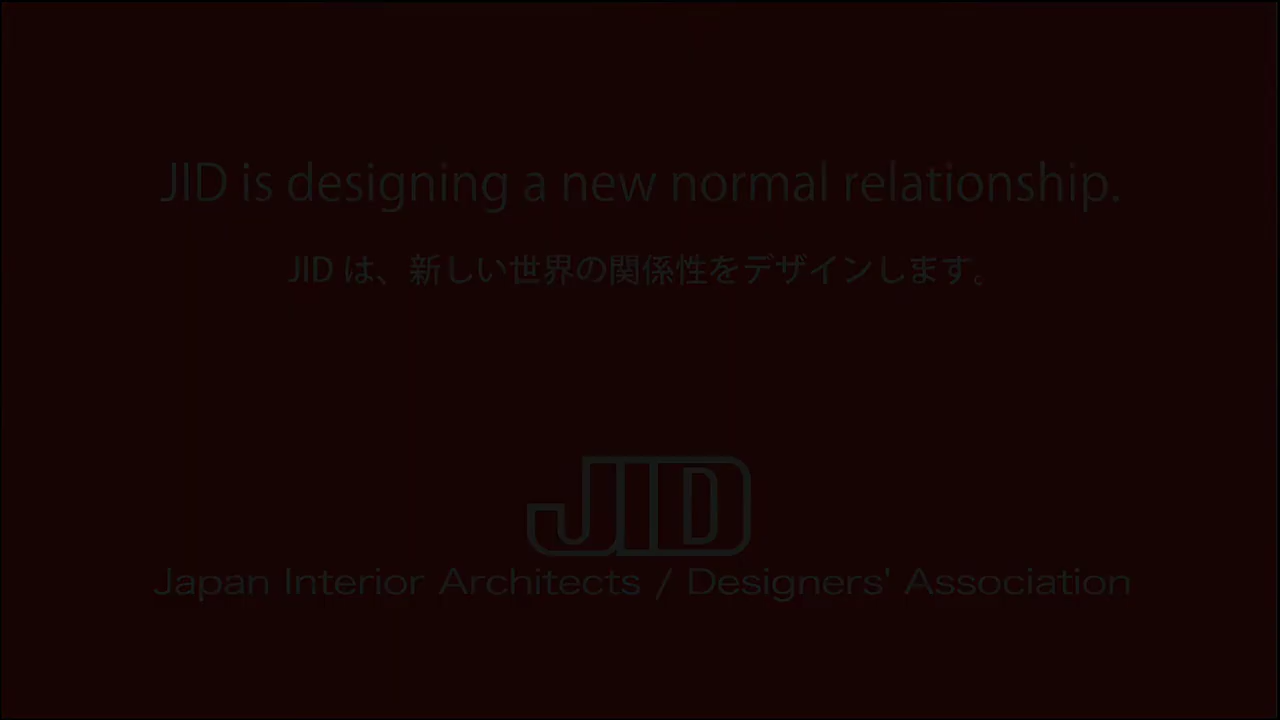 JID is designing a new normal relationship.
JID は、新しい世界の関係性をデザインします。
JID
Japan Interior Architects / Designers' Association